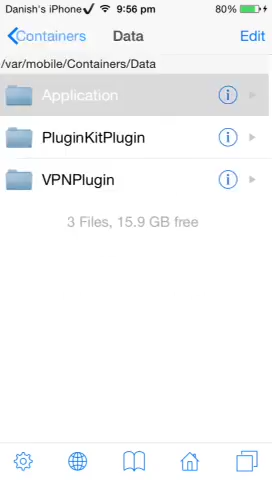 Danish's iPhone✔ 9:56 pm 80%
Containers Data Edit
/var/mobile/Containers/Data
Application
PluginKitPlugin
VPNPlugin
3 Files, 15.9 GB free